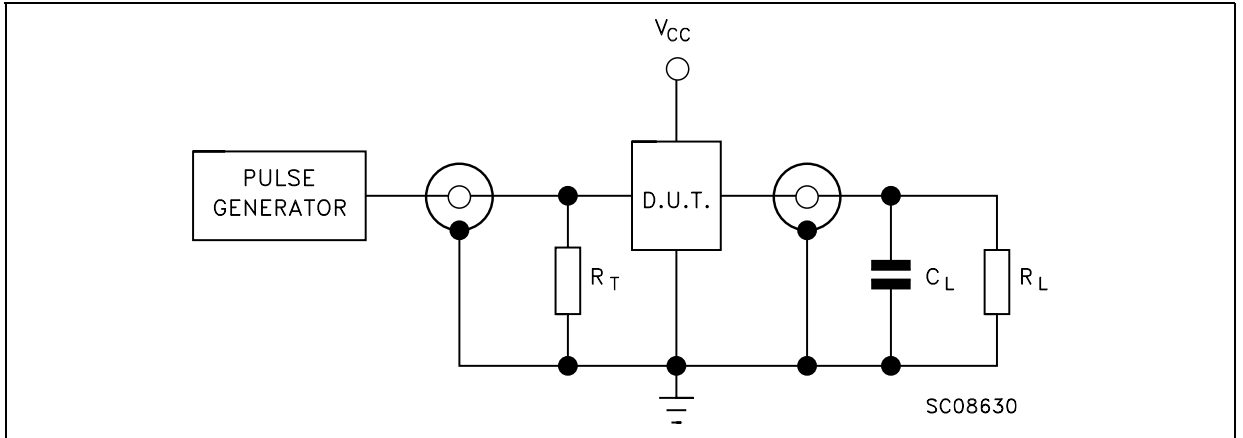 VCC
PULSE
GENERATOR
D.U.T.
RT
CL
RL
SC08630